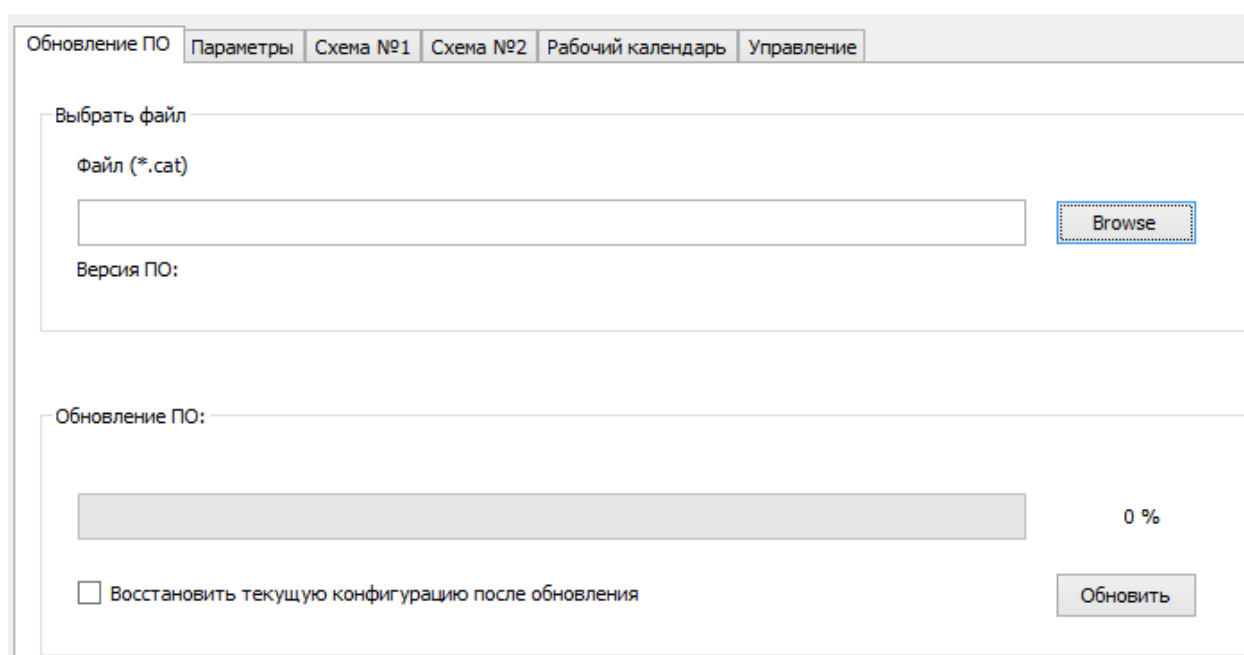 Обновление ПО Параметры Схема №1 Схема №2 Рабочий календарь Управление
Выбрать файл
Файл (*.cat)
Browse
Версия ПО:
Обновление ПО:
0 %
Восстановить текущую конфигурацию после обновления
Обновить